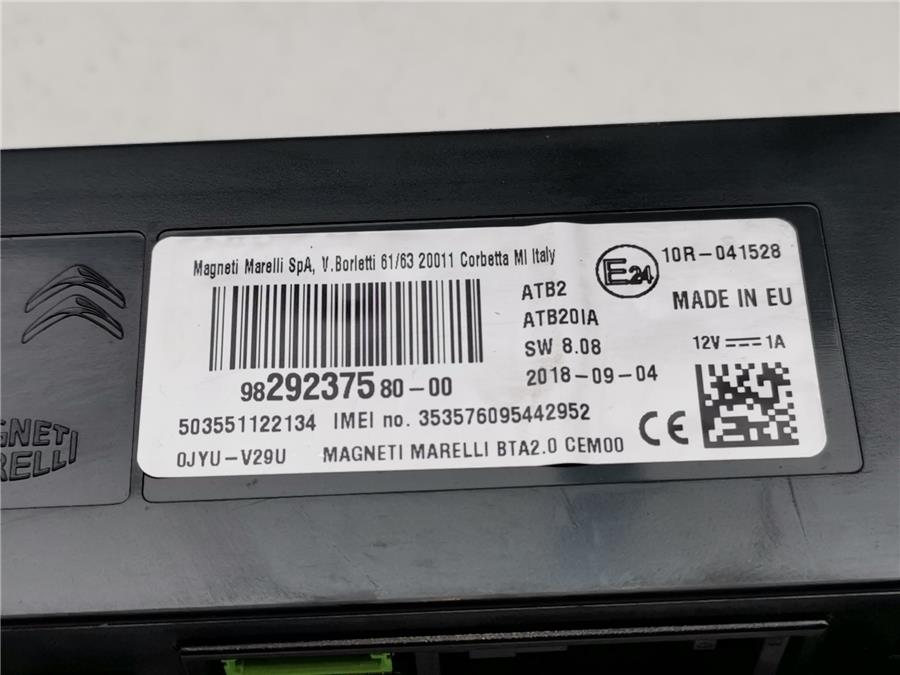 Magneti Marelli SpA, V.Borletti 61/63 20011 Corbetta MI Italy
E24
10R-041528
ATB2
MADE IN EU
ATB20IA
SW 8.08
12V 1A
2018-09-04
9829237580-00
503551122134 IMEI no. 353576095442952
CE
0JYU-V29U MAGNETI MARELLI BTA2.0 CEM00
GNETI
RELLI